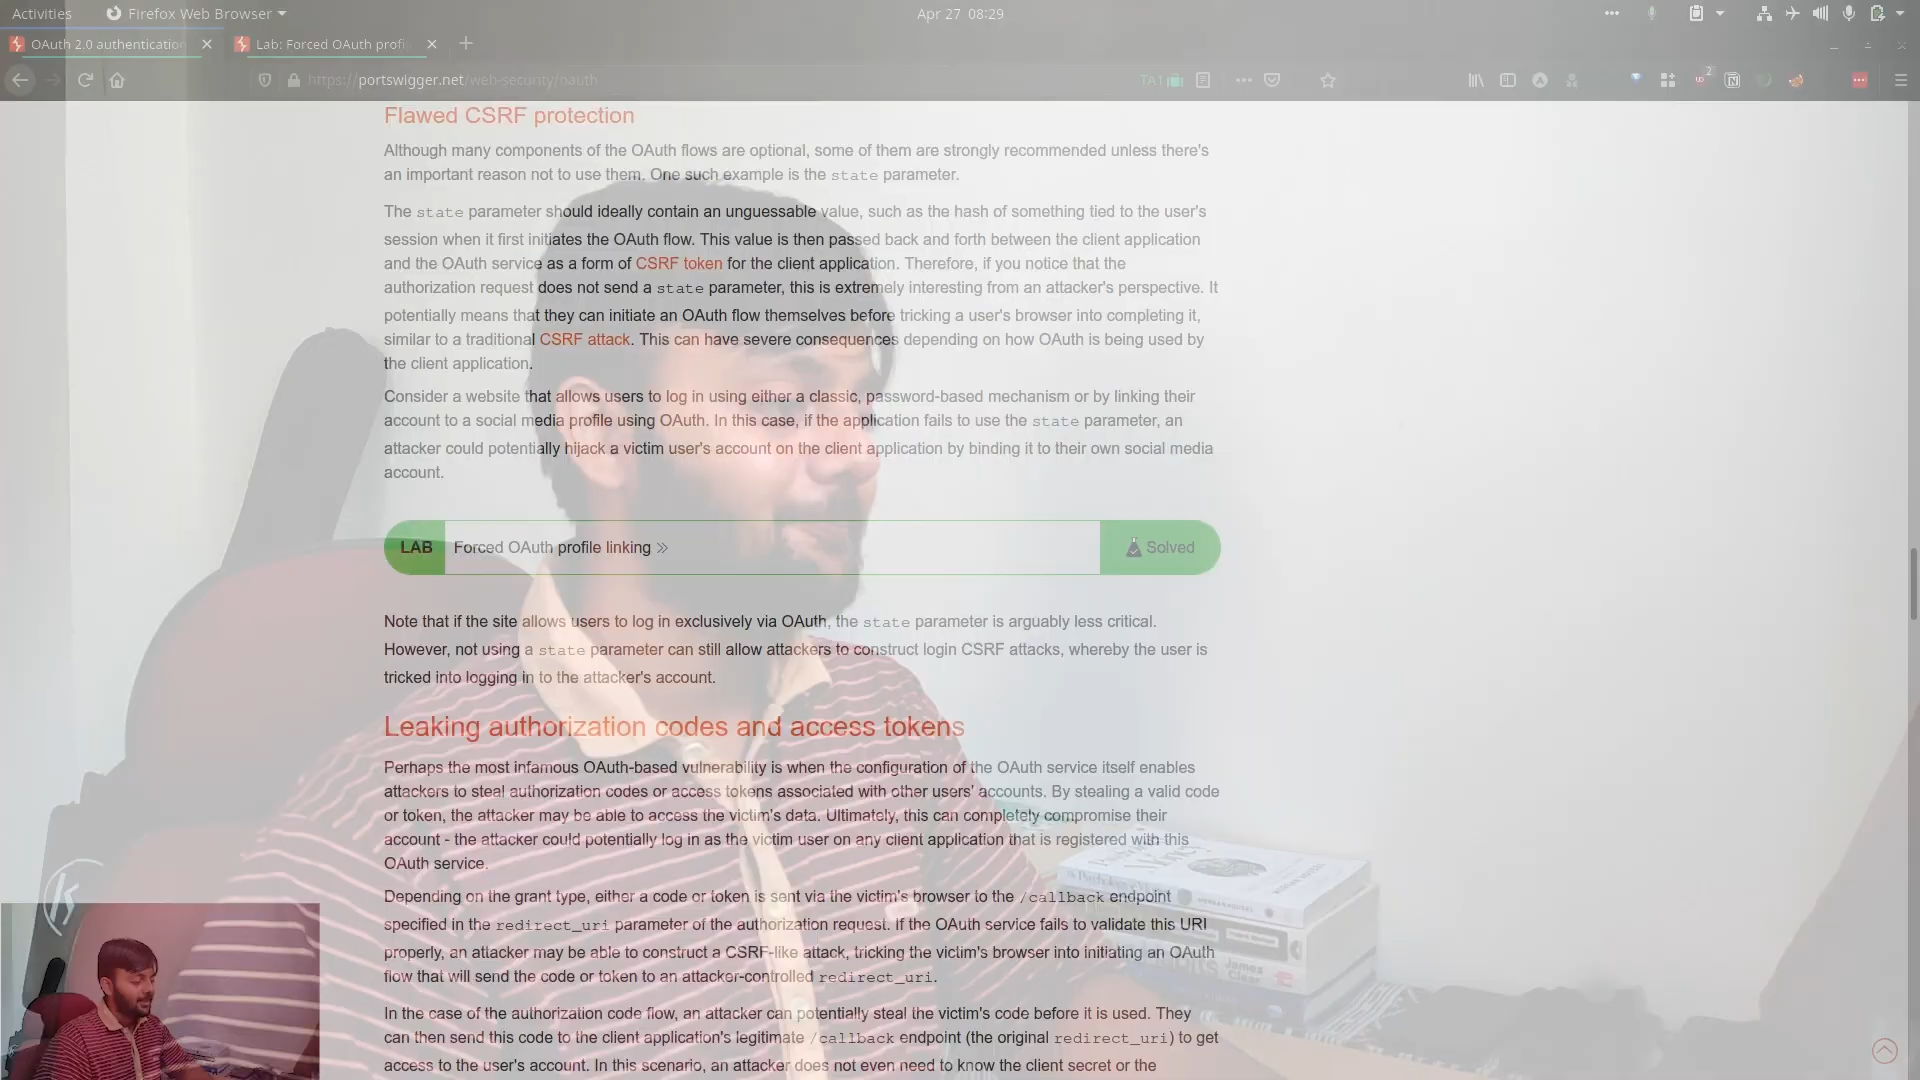 Activities
Firefox Web Browser
Apr 27 08:29
OAuth 2.0 authentication
Lab: Forced OAuth profi
https://portswigger.net/web-security/oauth
TA1
2
Flawed CSRF protection
Although many components of the OAuth flows are optional, some of them are strongly recommended unless there's
an important reason not to use them. One such example is the state parameter.
The state parameter should ideally contain an unguessable value, such as the hash of something tied to the user's
session when it first initiates the OAuth flow. This value is then passed back and forth between the client application
and the OAuth service as a form of CSRF token for the client application. Therefore, if you notice that the
authorization request does not send a state parameter, this is extremely interesting from an attacker's perspective. It
potentially means that they can initiate an OAuth flow themselves before tricking a user's browser into completing it,
similar to a traditional CSRF attack. This can have severe consequences depending on how OAuth is being used by
the client application.
Consider a website that allows users to log in using either a classic, password-based mechanism or by linking their
account to a social media profile using OAuth. In this case, if the application fails to use the state parameter, an
attacker could potentially hijack a victim user's account on the client application by binding it to their own social media
account.
LAB
Forced OAuth profile linking »
Solved
Note that if the site allows users to log in exclusively via OAuth, the state parameter is arguably less critical.
However, not using a state parameter can still allow attackers to construct login CSRF attacks, whereby the user is
tricked into logging in to the attacker's account.
Leaking authorization codes and access tokens
Perhaps the most infamous OAuth-based vulnerability is when the configuration of the OAuth service itself enables
attackers to steal authorization codes or access tokens associated with other users' accounts. By stealing a valid code
or token, the attacker may be able to access the victim's data. Ultimately, this can completely compromise their
account - the attacker could potentially log in as the victim user on any client application that is registered with this
OAuth service.
Depending on the grant type, either a code or token is sent via the victim's browser to the /callback endpoint
specified in the redirect_uri parameter of the authorization request. If the OAuth service fails to validate this URI
properly, an attacker may be able to construct a CSRF-like attack, tricking the victim's browser into initiating an OAuth
flow that will send the code or token to an attacker-controlled redirect_uri.
In the case of the authorization code flow, an attacker can potentially steal the victim's code before it is used. They
can then send this code to the client application's legitimate /callback endpoint (the original redirect_uri) to get
access to the user's account. In this scenario, an attacker does not even need to know the client secret or the
James
Clear